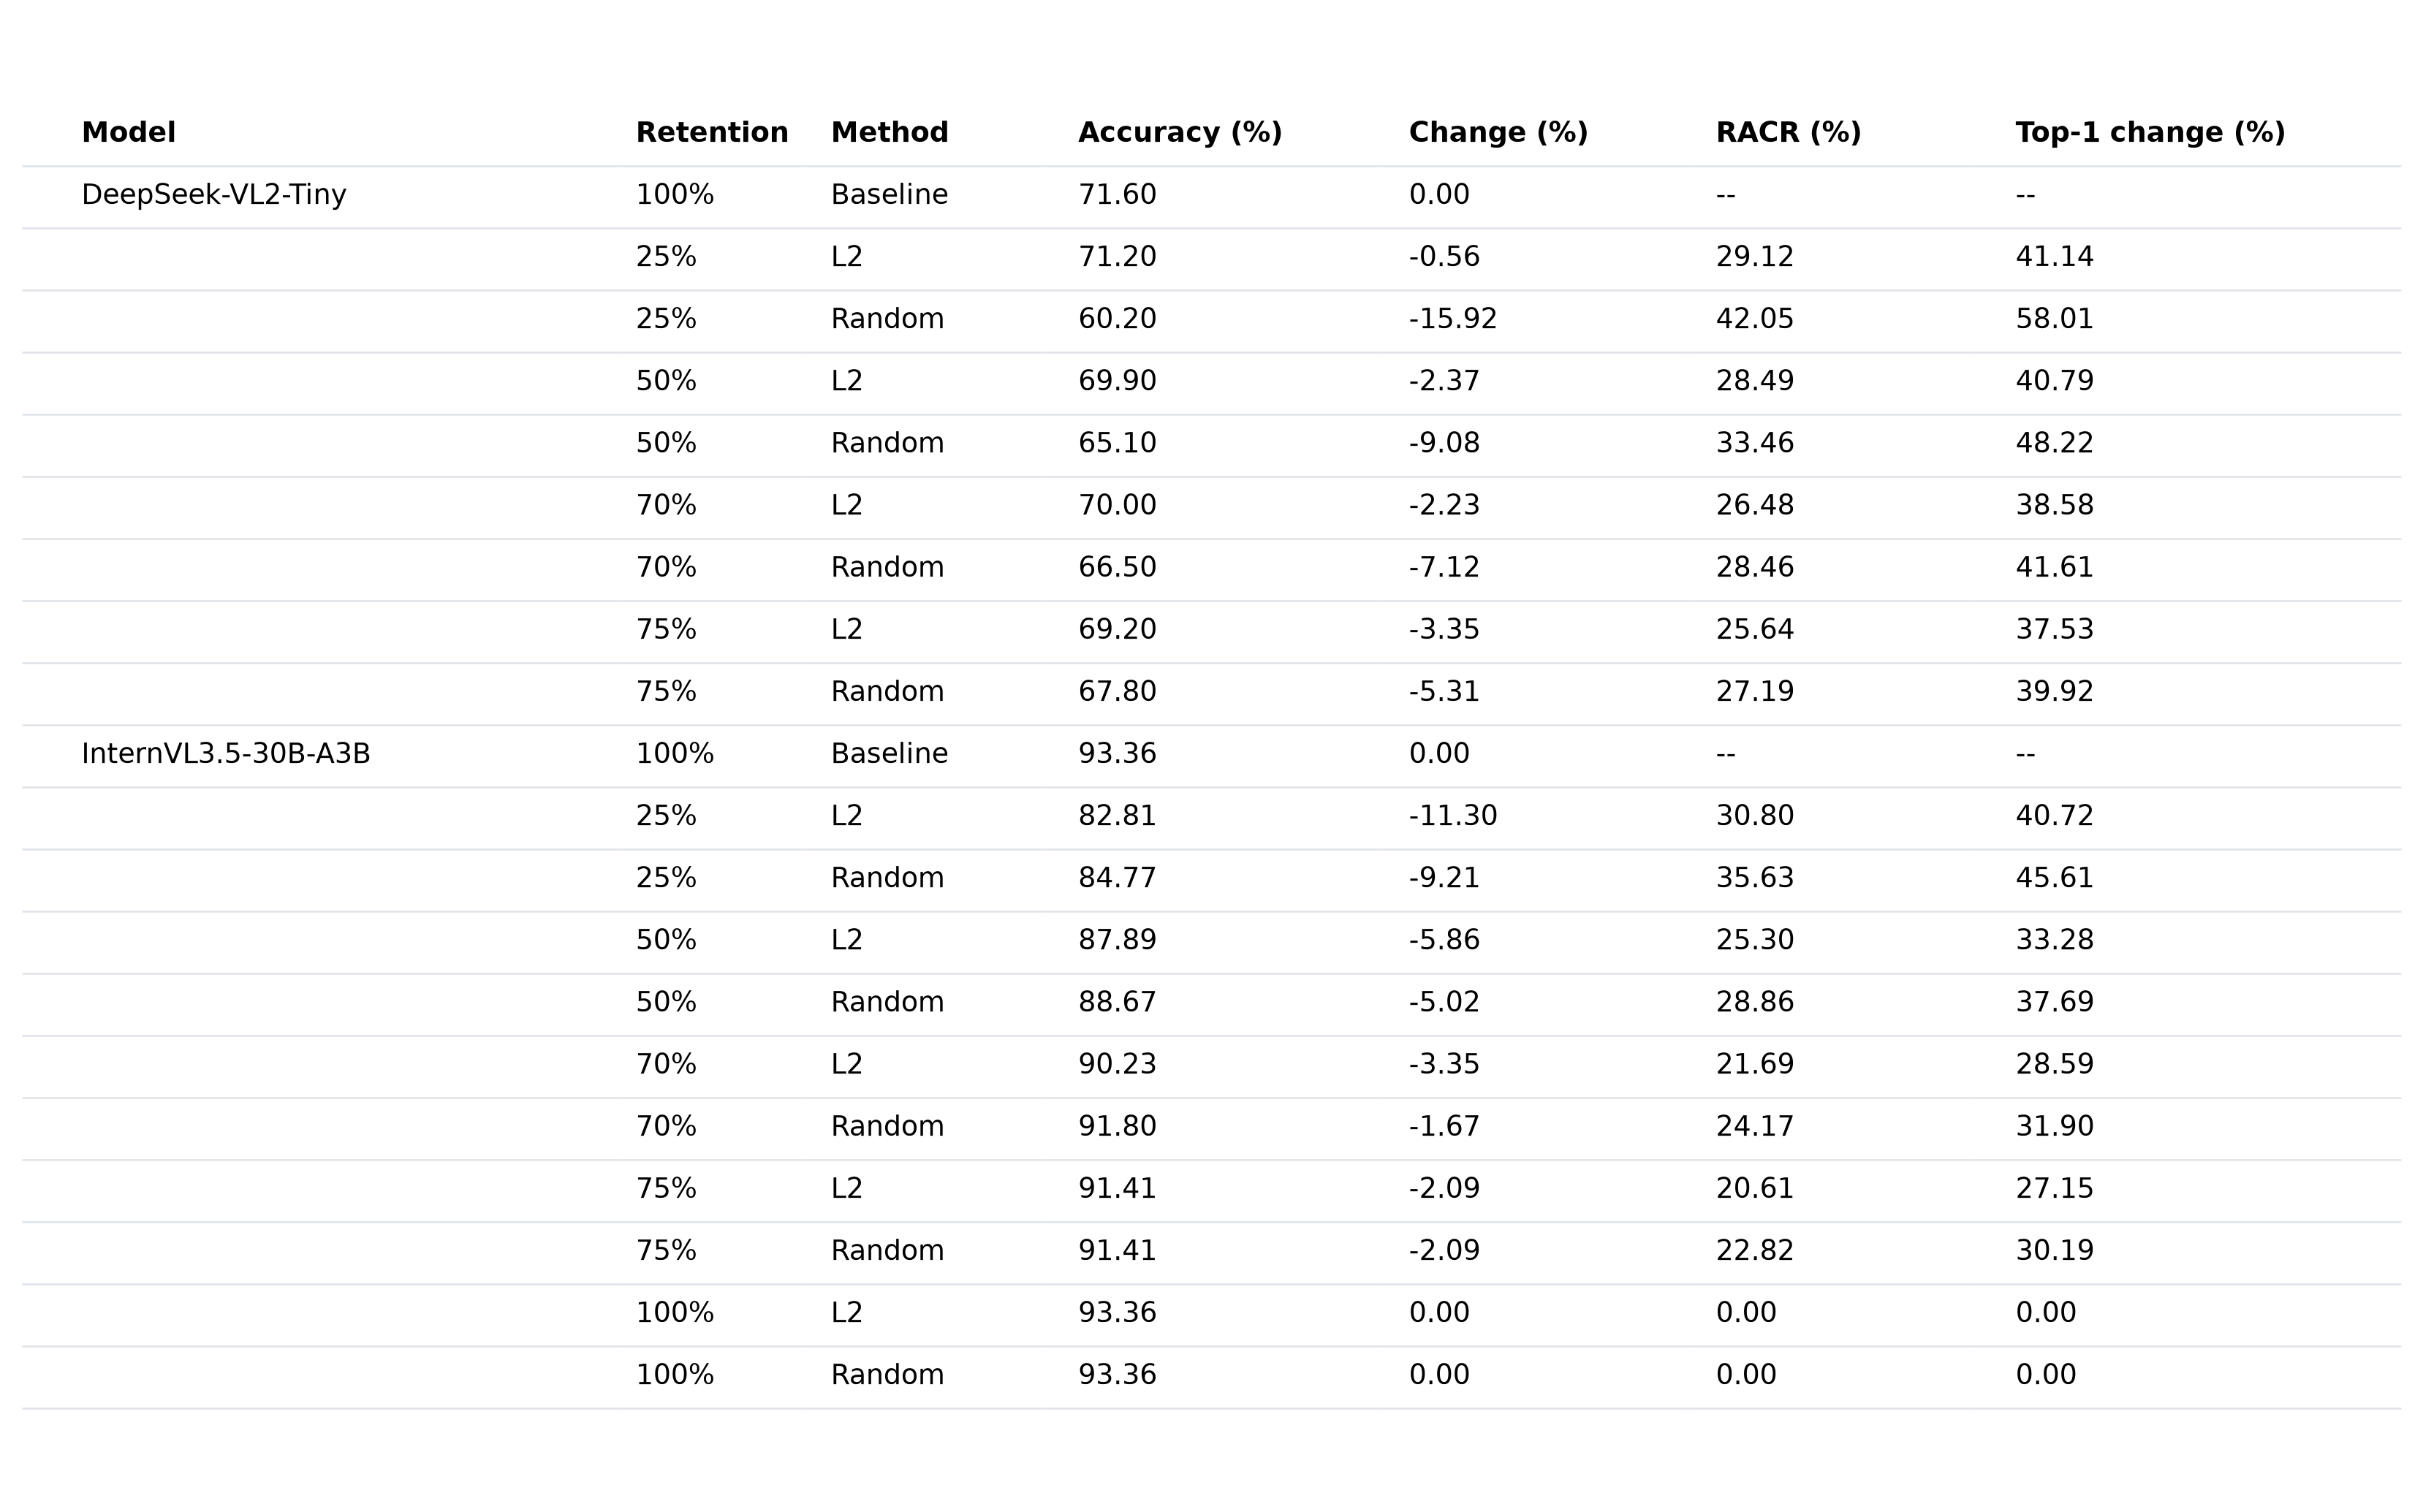 Model Retention Method Accuracy (%) Change (%) RACR (%) Top-1 change (%)
DeepSeek-VL2-Tiny 100% Baseline 71.60 0.00 -- --
25% L2 71.20 -0.56 29.12 41.14
25% Random 60.20 -15.92 42.05 58.01
50% L2 69.90 -2.37 28.49 40.79
50% Random 65.10 -9.08 33.46 48.22
70% L2 70.00 -2.23 26.48 38.58
70% Random 66.50 -7.12 28.46 41.61
75% L2 69.20 -3.35 25.64 37.53
75% Random 67.80 -5.31 27.19 39.92
InternVL3.5-30B-A3B 100% Baseline 93.36 0.00 -- --
25% L2 82.81 -11.30 30.80 40.72
25% Random 84.77 -9.21 35.63 45.61
50% L2 87.89 -5.86 25.30 33.28
50% Random 88.67 -5.02 28.86 37.69
70% L2 90.23 -3.35 21.69 28.59
70% Random 91.80 -1.67 24.17 31.90
75% L2 91.41 -2.09 20.61 27.15
75% Random 91.41 -2.09 22.82 30.19
100% L2 93.36 0.00 0.00 0.00
100% Random 93.36 0.00 0.00 0.00